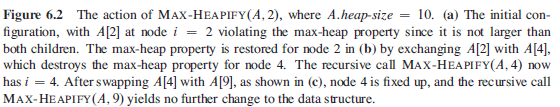 Figure 6.2 The action of MAX-HEAPIFY(A, 2), where A.heap-size = 10. (a) The initial con-
figuration, with A[2] at node i = 2 violating the max-heap property since it is not larger than
both children. The max-heap property is restored for node 2 in (b) by exchanging A[2] with A[4],
which destroys the max-heap property for node 4. The recursive call MAX-HEAPIFY(A, 4) now
has i = 4. After swapping A[4] with A[9], as shown in (c), node 4 is fixed up, and the recursive call
MAX-HEAPIFY(A, 9) yields no further change to the data structure.